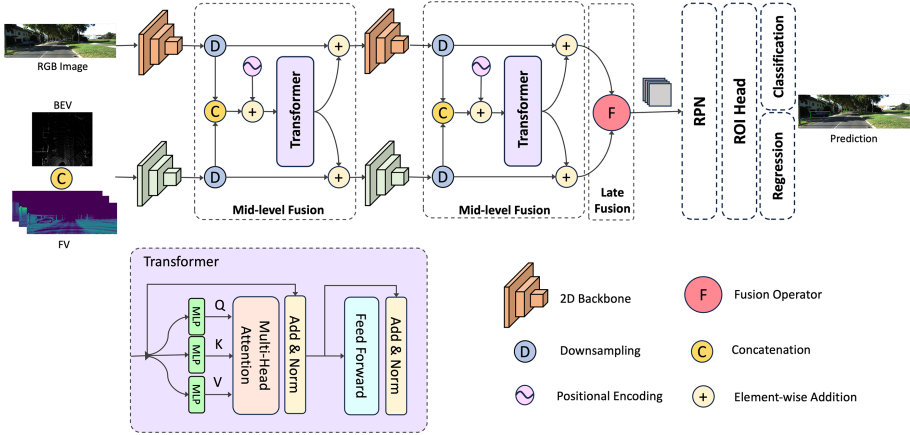 RGB Image
BEV
C
FV
D
D
C
+
Transformer
+
+
Mid-level Fusion
D
D
C
+
Transformer
+
+
Mid-level Fusion
F
Late
Fusion
RPN
ROI Head
Classification
Regression
Prediction
Transformer
MLP
MLP
MLP
Q
K
V
Multi-Head
Attention
Add & Norm
Feed Forward
Add & Norm
2D Backbone
F
Fusion Operator
D
Downsampling
C
Concatenation
Positional Encoding
+
Element-wise Addition